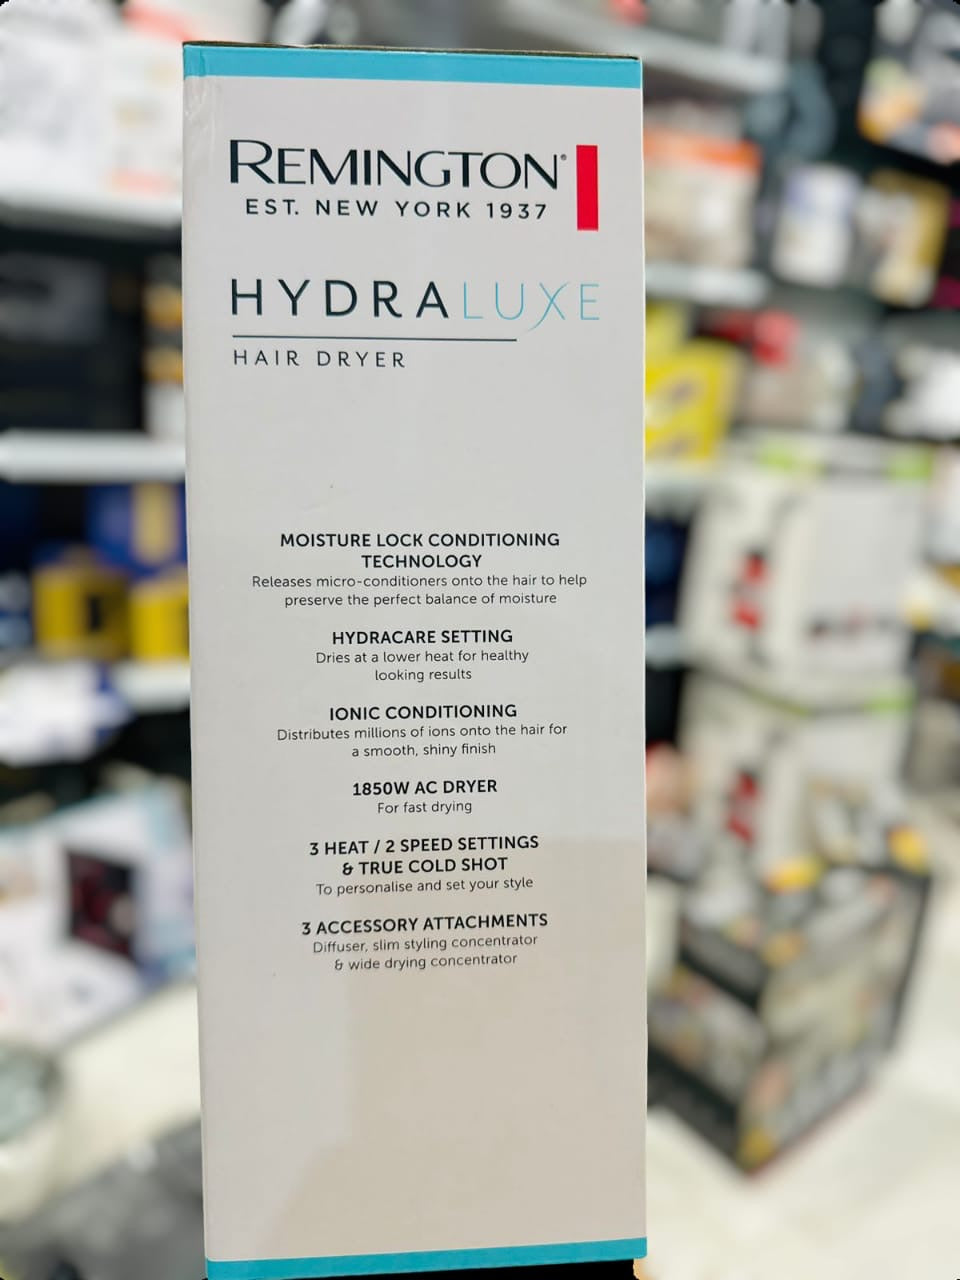 REMINGTON®
EST. NEW YORK 1937
HYDRALUXE
HAIR DRYER
MOISTURE LOCK CONDITIONING
TECHNOLOGY
Releases micro-conditioners onto the hair to help
preserve the perfect balance of moisture
HYDRACARE SETTING
Dries at a lower heat for healthy
looking results
IONIC CONDITIONING
Distributes millions of ions onto the hair for
a smooth, shiny finish
1850W AC DRYER
For fast drying
3 HEAT / 2 SPEED SETTINGS
& TRUE COLD SHOT
To personalise and set your style
3 ACCESSORY ATTACHMENTS
Diffuser, slim styling concentrator
& wide drying concentrator